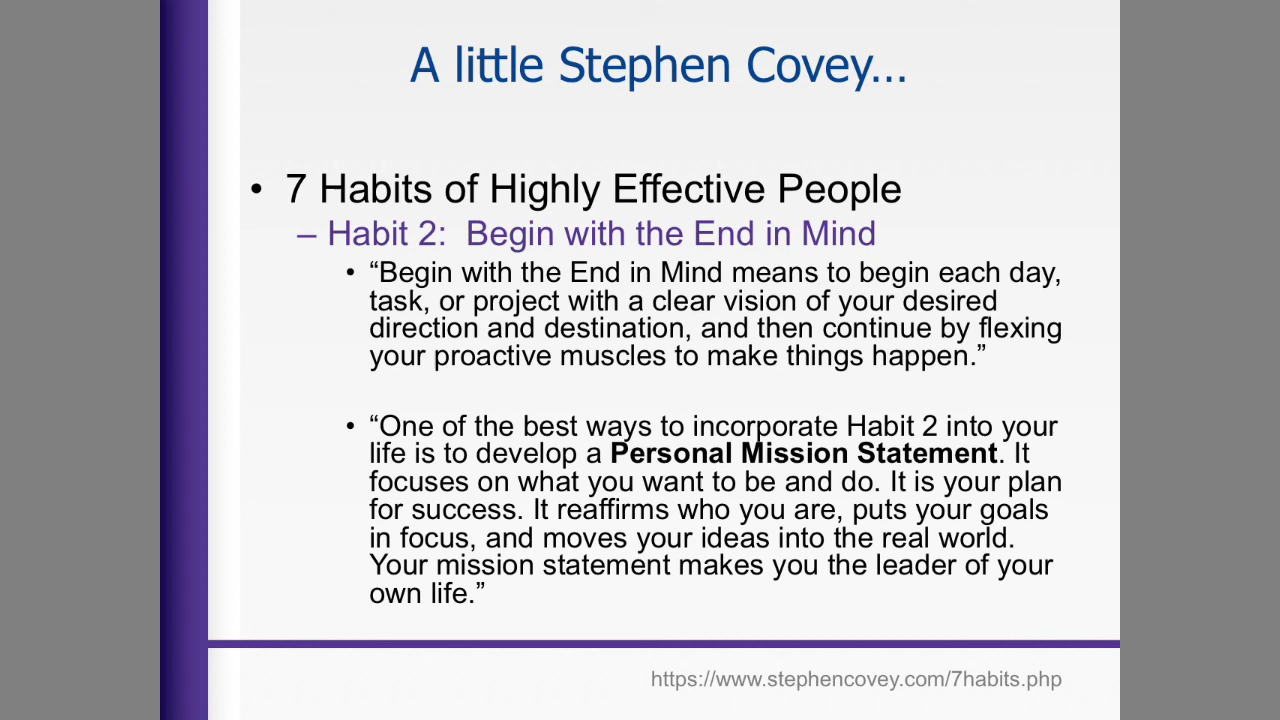 A little Stephen Covey…
• 7 Habits of Highly Effective People
– Habit 2:  Begin with the End in Mind
• “Begin with the End in Mind means to begin each day,
task, or project with a clear vision of your desired
direction and destination, and then continue by flexing
your proactive muscles to make things happen.”
• “One of the best ways to incorporate Habit 2 into your
life is to develop a Personal Mission Statement. It
focuses on what you want to be and do. It is your plan
for success. It reaffirms who you are, puts your goals
in focus, and moves your ideas into the real world.
Your mission statement makes you the leader of your
own life.”
https://www.stephencovey.com/7habits.php